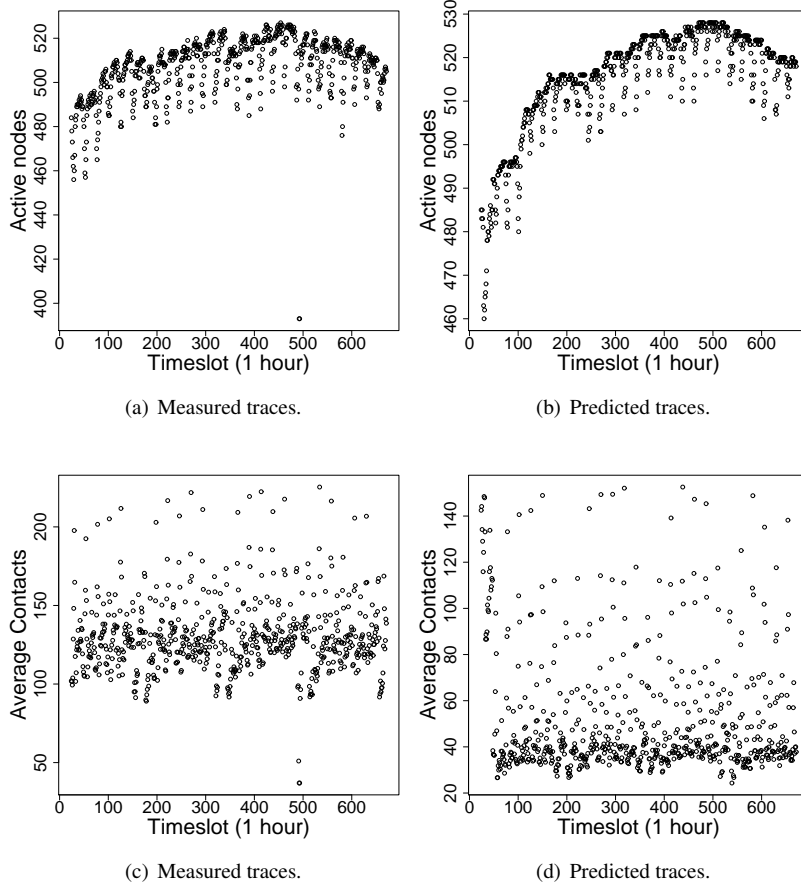 520
500
480
460
440
420
400
Active nodes
0 100 200 300 400 500 600
Timeslot (1 hour)
(a) Measured traces.
530
520
510
500
490
480
470
460
Active nodes
0 100 200 300 400 500 600
Timeslot (1 hour)
(b) Predicted traces.
200
150
100
50
Average Contacts
0 100 200 300 400 500 600
Timeslot (1 hour)
(c) Measured traces.
140
120
100
80
60
40
20
Average Contacts
0 100 200 300 400 500 600
Timeslot (1 hour)
(d) Predicted traces.